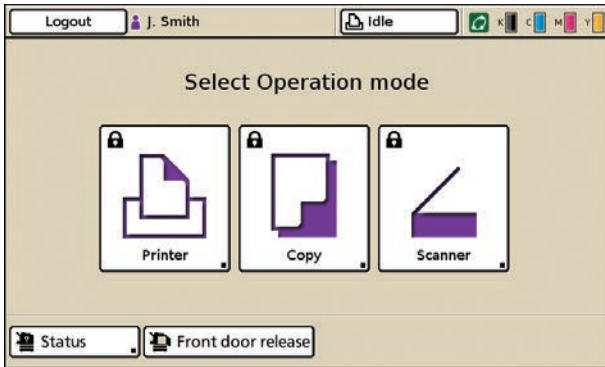 Logout J. Smith Idle K C M Y
Select Operation mode
Printer Copy Scanner
Status Front door release